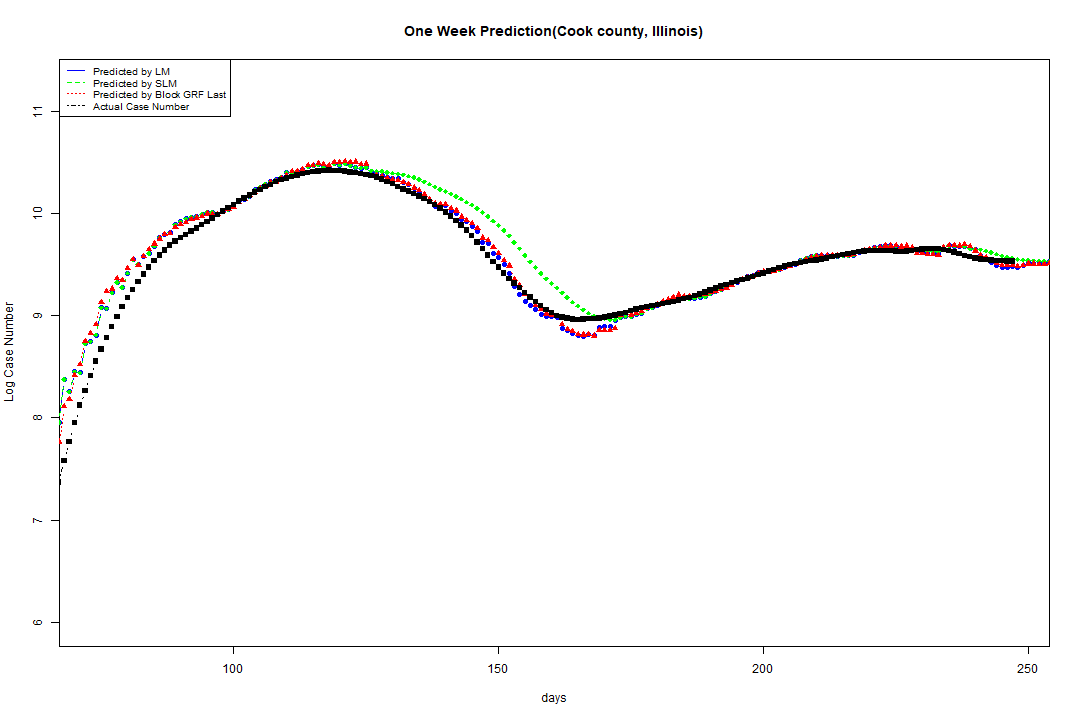 One Week Prediction(Cook county, Illinois)
Predicted by LM
Predicted by SLM
Predicted by Block GRF Last
Actual Case Number
11
10
9
8
7
6
Log Case Number
100
150
200
250
days